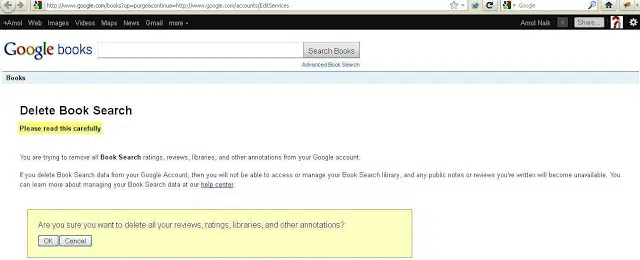 http://www.google.com/books?op=purge&continue=http://www.google.com/accounts/EditServices
Google
+Amol Web Images Videos Maps News Gmail more
Amol Naik 0 Share...
Google books
Search Books
Advanced Book Search
Books
Delete Book Search
Please read this carefully
You are trying to remove all Book Search ratings, reviews, libraries, and other annotations from your Google account.
If you delete Book Search data from your Google Account, then you will not be able to access or manage your Book Search library, and any public notes or reviews you've written will become unavailable. You
can learn more about managing your Book Search data at our help center.
Are you sure you want to delete all your reviews, ratings, libraries, and other annotations?
OK Cancel